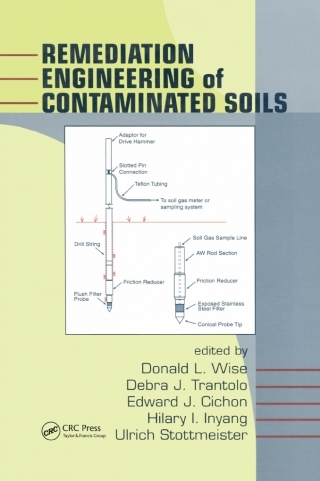 REMEDIATION
ENGINEERING of
CONTAMINATED SOILS
Adaptor for
Drive Hammer
Slotted Pin
Connection
Teflon Tubing
To soil gas meter or
sampling system
Drill String
Friction Reducer
Flush Filter
Probe
Soil Gas Sample Line
AW Rod Section
Friction Reducer
Exposed Stainless
Steel Filter
Conical Probe Tip
edited by
Donald L. Wise
Debra J. Trantolo
Edward J. Cichon
Hilary I. Inyang
Ulrich Stottmeister
CRC
CRC Press
Taylor & Francis Group